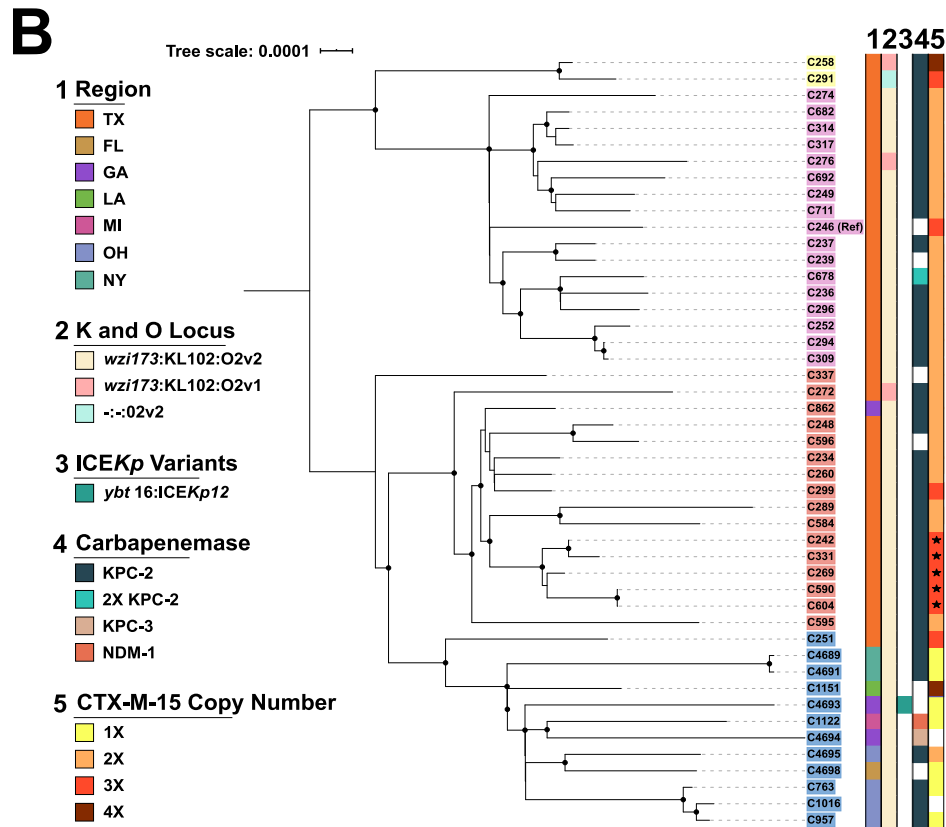 B
Tree scale: 0.0001
12345
1 Region
TX
FL
GA
LA
MI
OH
NY
2 K and O Locus
wzi173:KL102:O2v2
wzi173:KL102:O2v1
-:-:02v2
3 ICEKp Variants
ybt 16:ICEKp12
4 Carbapenemase
KPC-2
2X KPC-2
KPC-3
NDM-1
5 CTX-M-15 Copy Number
1X
2X
3X
4X
C258
C291
C274
C682
C314
C317
C276
C692
C249
C711
C246 (Ref)
C237
C239
C678
C236
C296
C252
C294
C309
C337
C272
C862
C248
C596
C234
C260
C299
C289
C584
C242
C331
C269
C590
C604
C595
C251
C4689
C4691
C1151
C4693
C1122
C4694
C4695
C4698
C763
C1016
C957